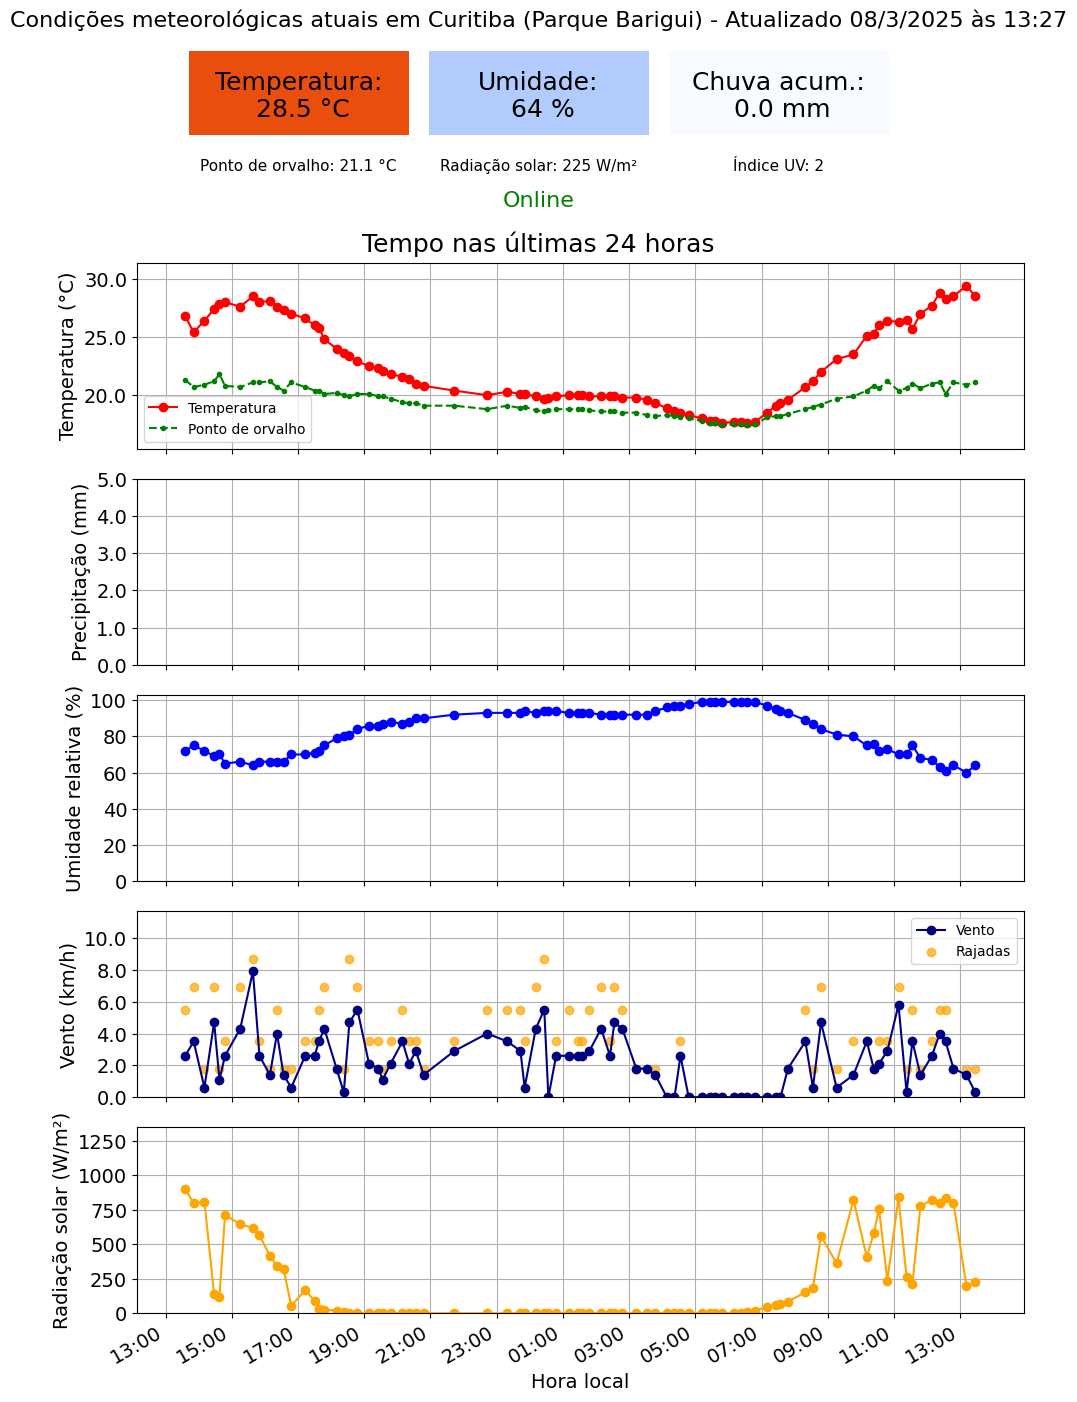 Condições meteorológicas atuais em Curitiba (Parque Barigui) - Atualizado 08/3/2025 às 13:27
Temperatura:
28.5 °C
Umidade:
64 %
Chuva acum.:
0.0 mm
Ponto de orvalho: 21.1 °C
Radiação solar: 225 W/m²
Índice UV: 2
Online
Tempo nas últimas 24 horas
Temperatura (°C)
30.0
25.0
20.0
Temperatura
Ponto de orvalho
Precipitação (mm)
5.0
4.0
3.0
2.0
1.0
0.0
Umidade relativa (%)
100
80
60
40
20
0
Vento (km/h)
10.0
8.0
6.0
4.0
2.0
0.0
Vento
Rajadas
Radiação solar (W/m²)
1250
1000
750
500
250
0
13:00
15:00
17:00
19:00
21:00
23:00
01:00
03:00
05:00
07:00
09:00
11:00
13:00
Hora local